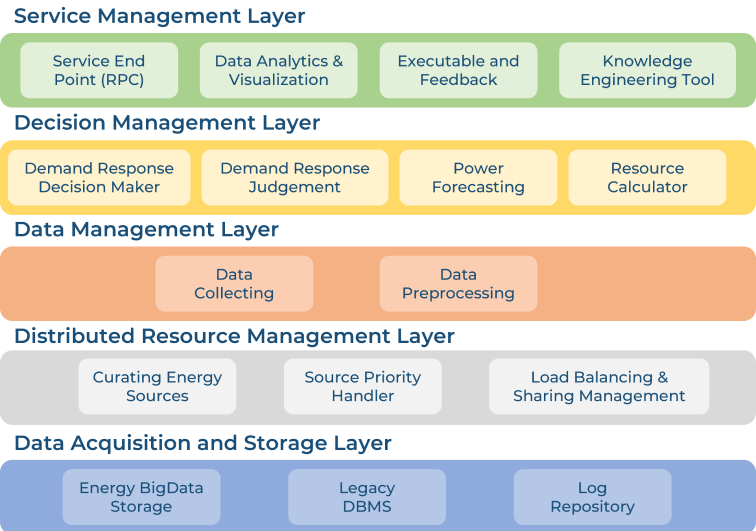 Service Management Layer
Service End
Point (RPC)
Data Analytics &
Visualization
Executable and
Feedback
Knowledge
Engineering Tool
Decision Management Layer
Demand Response
Decision Maker
Demand Response
Judgement
Power
Forecasting
Resource
Calculator
Data Management Layer
Data
Collecting
Data
Preprocessing
Distributed Resource Management Layer
Curating Energy
Sources
Source Priority
Handler
Load Balancing &
Sharing Management
Data Acquisition and Storage Layer
Energy BigData
Storage
Legacy
DBMS
Log
Repository